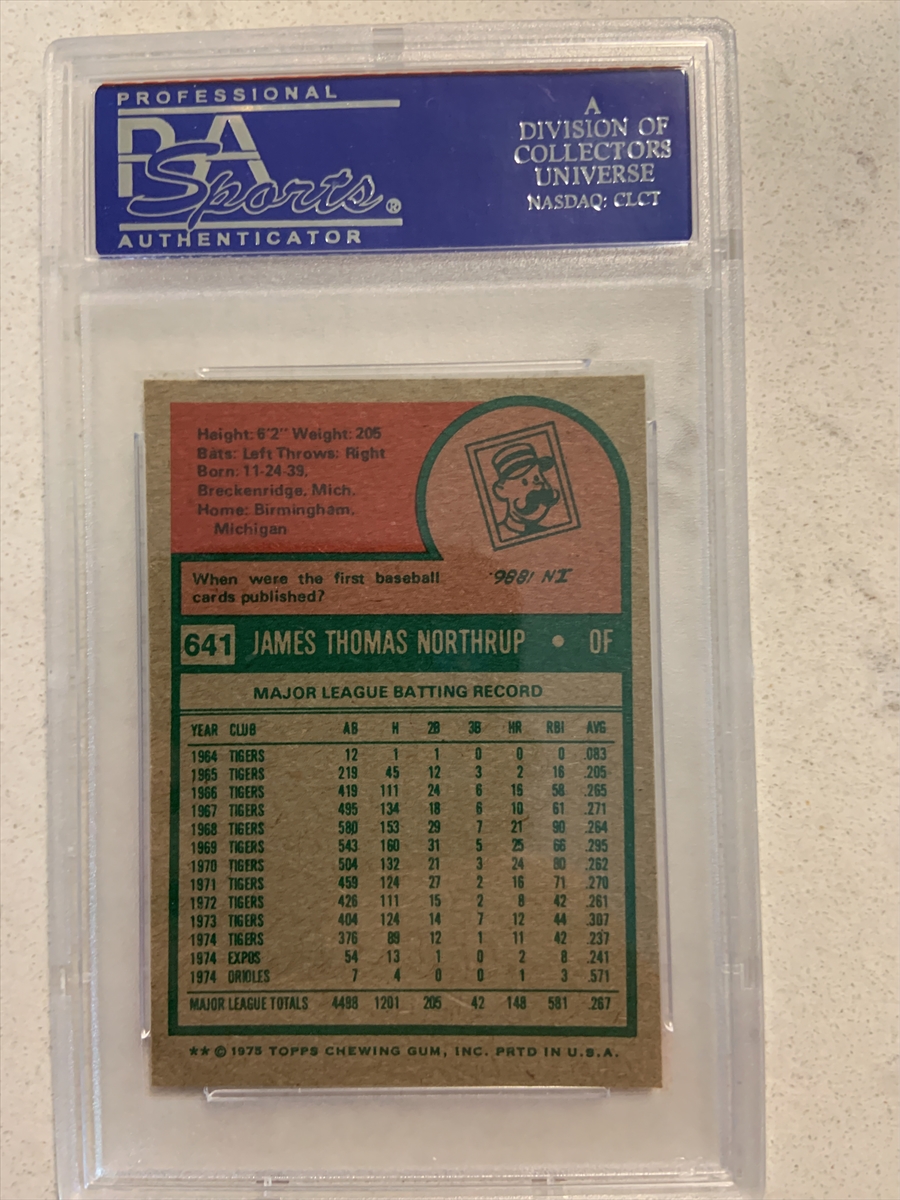 PROFESSIONAL
PSA
Sports®
AUTHENTICATOR
A
DIVISION OF
COLLECTORS
UNIVERSE
NASDAQ: CLCT
Height: 6'2" Weight: 205
Bats: Left Throws: Right
Born: 11-24-39,
Breckenridge, Mich.
Home: Birmingham,
Michigan
When were the first baseball
cards published?
IN 1886.
641 JAMES THOMAS NORTHRUP • OF
MAJOR LEAGUE BATTING RECORD
YEAR CLUB AB H 2B 3B HR RBI AVG
1964 TIGERS 12 1 1 0 0 0 .083
1965 TIGERS 219 45 12 3 2 16 .205
1966 TIGERS 419 111 24 6 16 58 .265
1967 TIGERS 495 134 18 6 10 61 .271
1968 TIGERS 580 153 29 7 21 90 .264
1969 TIGERS 543 160 31 5 25 66 .295
1970 TIGERS 504 132 21 3 24 80 .262
1971 TIGERS 459 124 27 2 16 71 .270
1972 TIGERS 426 111 15 2 8 42 .261
1973 TIGERS 404 124 14 7 12 44 .307
1974 TIGERS 376 89 12 1 11 42 .237
1974 EXPOS 54 13 1 0 2 8 .241
1974 ORIOLES 7 4 0 0 1 3 .571
MAJOR LEAGUE TOTALS 4498 1201 205 42 148 581 .267
** © 1975 TOPPS CHEWING GUM, INC. PRTD IN U.S.A.